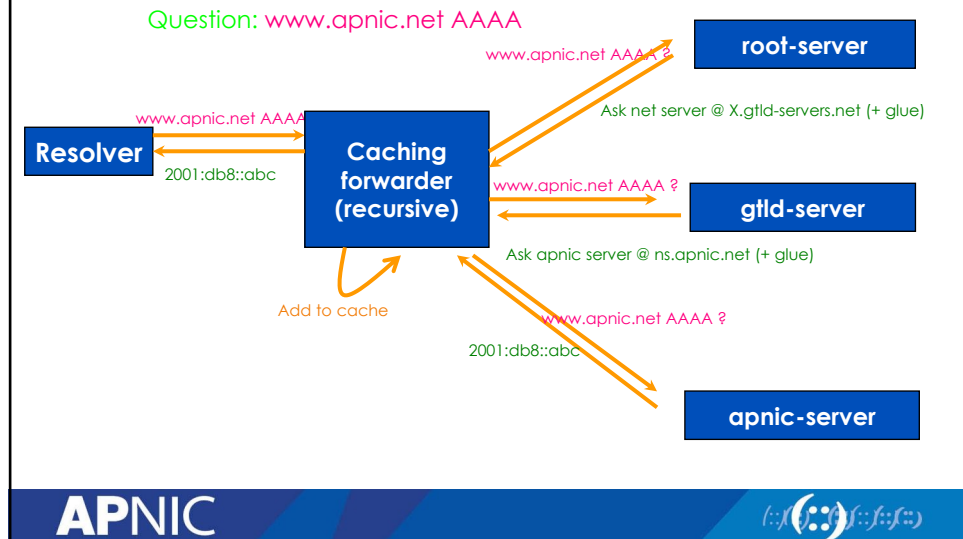 Question: www.apnic.net AAAA
www.apnic.net AAAA ?
root-server
Ask net server @ X.gtld-servers.net (+ glue)
www.apnic.net AAAA
Resolver
2001:db8::abc
Caching
forwarder
(recursive)
www.apnic.net AAAA ?
gtld-server
Ask apnic server @ ns.apnic.net (+ glue)
Add to cache
www.apnic.net AAAA ?
2001:db8::abc
apnic-server
APNIC